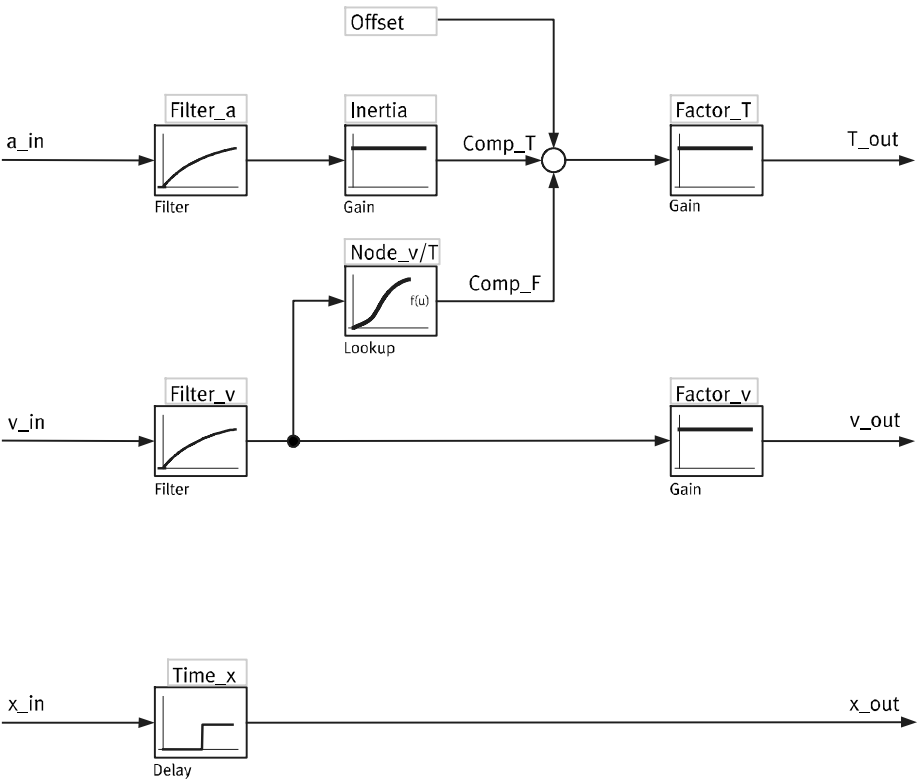 Offset
Filter_a
Inertia
Factor_T
a_in
Comp_T
T_out
Filter
Gain
Gain
Node_v/T
Comp_F
f(u)
Lookup
Filter_v
Factor_v
v_in
v_out
Filter
Gain
Time_x
x_in
x_out
Delay